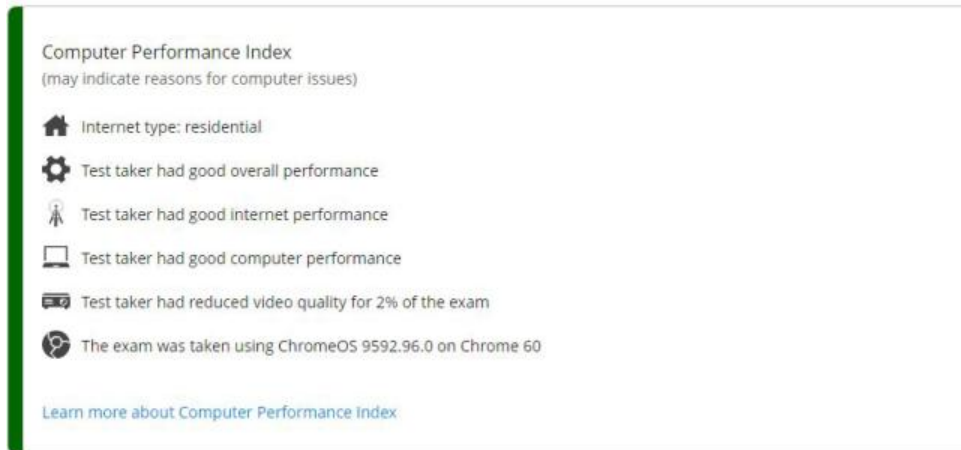 Computer Performance Index
(may indicate reasons for computer issues)
Internet type: residential
Test taker had good overall performance
Test taker had good internet performance
Test taker had good computer performance
Test taker had reduced video quality for 2% of the exam
The exam was taken using ChromeOS 9592.96.0 on Chrome 60
Learn more about Computer Performance Index